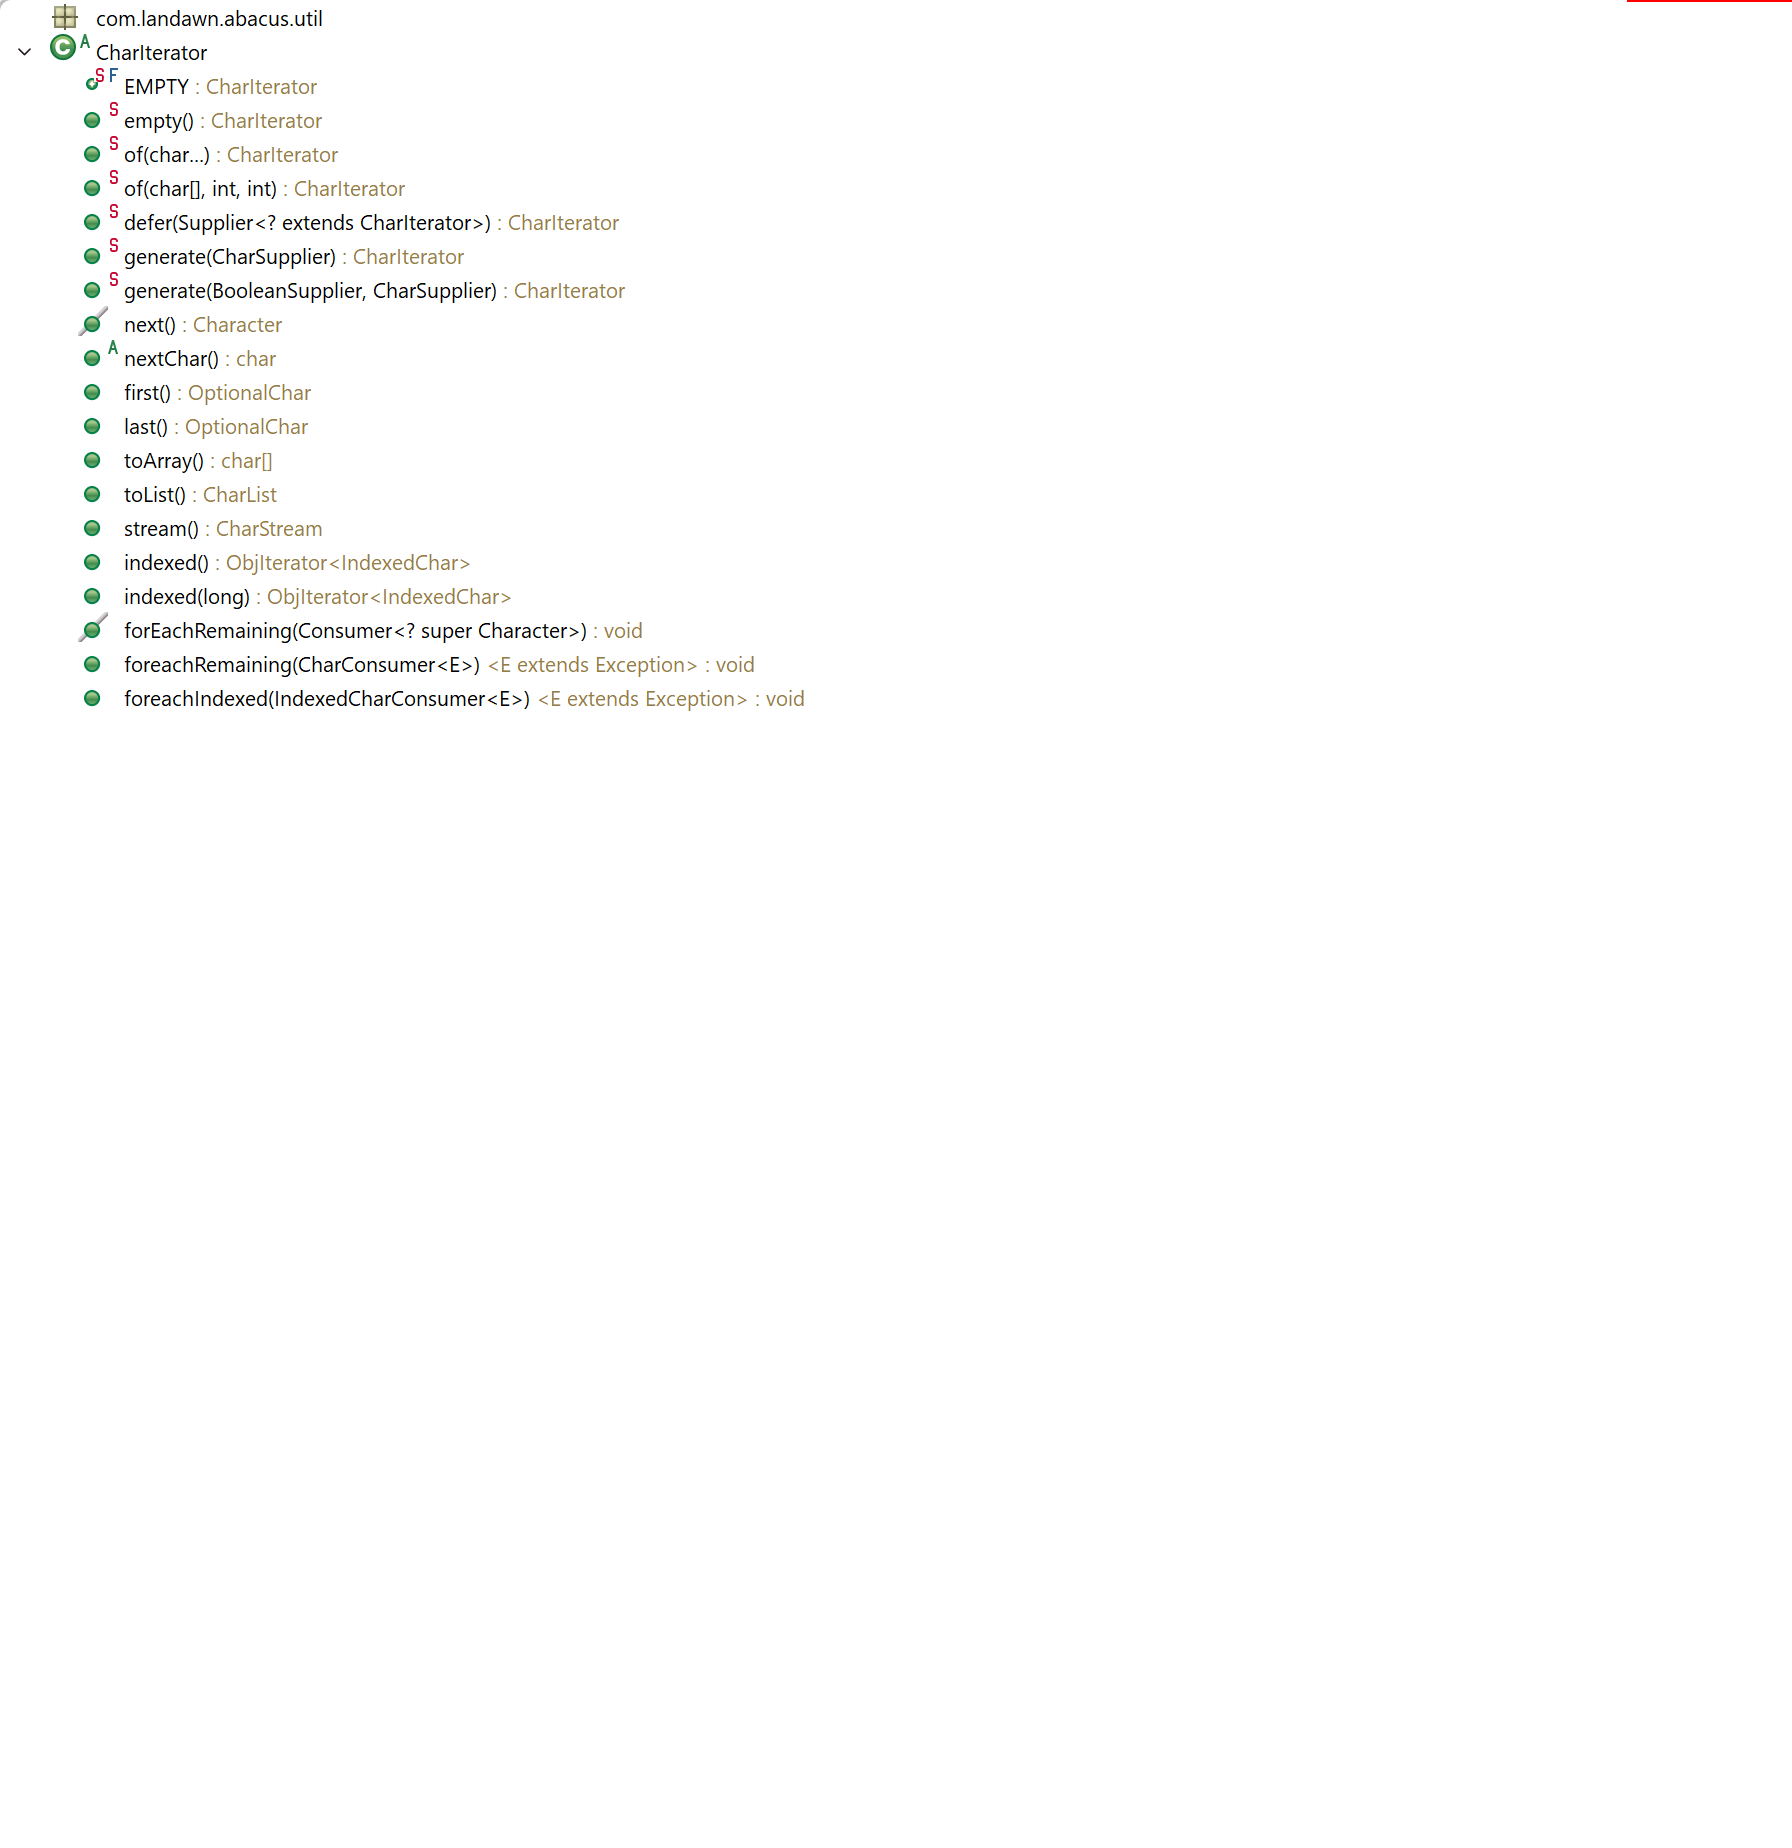 com.landawn.abacus.util
C A CharIterator
S F EMPTY : CharIterator
S empty() : CharIterator
S of(char...) : CharIterator
S of(char[], int, int) : CharIterator
S defer(Supplier<? extends CharIterator>) : CharIterator
S generate(CharSupplier) : CharIterator
S generate(BooleanSupplier, CharSupplier) : CharIterator
next() : Character
A nextChar() : char
first() : OptionalChar
last() : OptionalChar
toArray() : char[]
toList() : CharList
stream() : CharStream
indexed() : ObjIterator<IndexedChar>
indexed(long) : ObjIterator<IndexedChar>
forEachRemaining(Consumer<? super Character>) : void
foreachRemaining(CharConsumer<E>) <E extends Exception> : void
foreachIndexed(IndexedCharConsumer<E>) <E extends Exception> : void